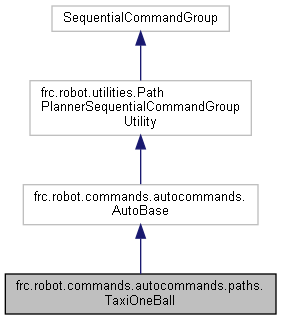 SequentialCommandGroup
frc.robot.utilities.Path
PlannerSequentialCommandGroup
Utility
frc.robot.commands.autocommands.
AutoBase
frc.robot.commands.autocommands.paths.
TaxiOneBall